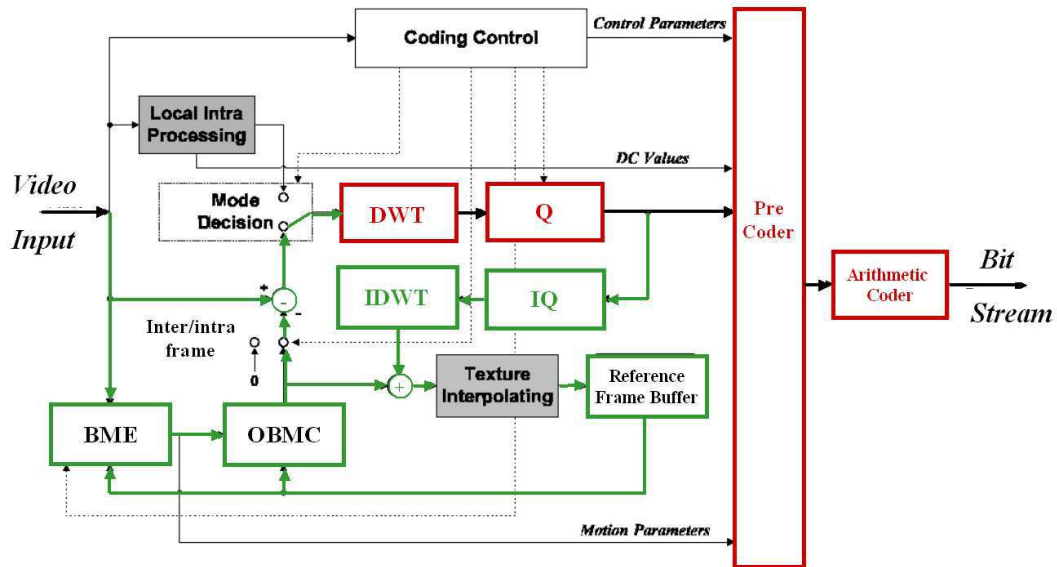 Coding Control
Control Parameters
Local Intra
Processing
DC Values
Video
Input
Mode
Decision
DWT
Q
Pre
Coder
Arithmetic
Coder
Bit
Stream
+
-
-
IDWT
IQ
Inter/intra
frame
0
+
Texture
Interpolating
Reference
Frame Buffer
BME
OBMC
Motion Parameters